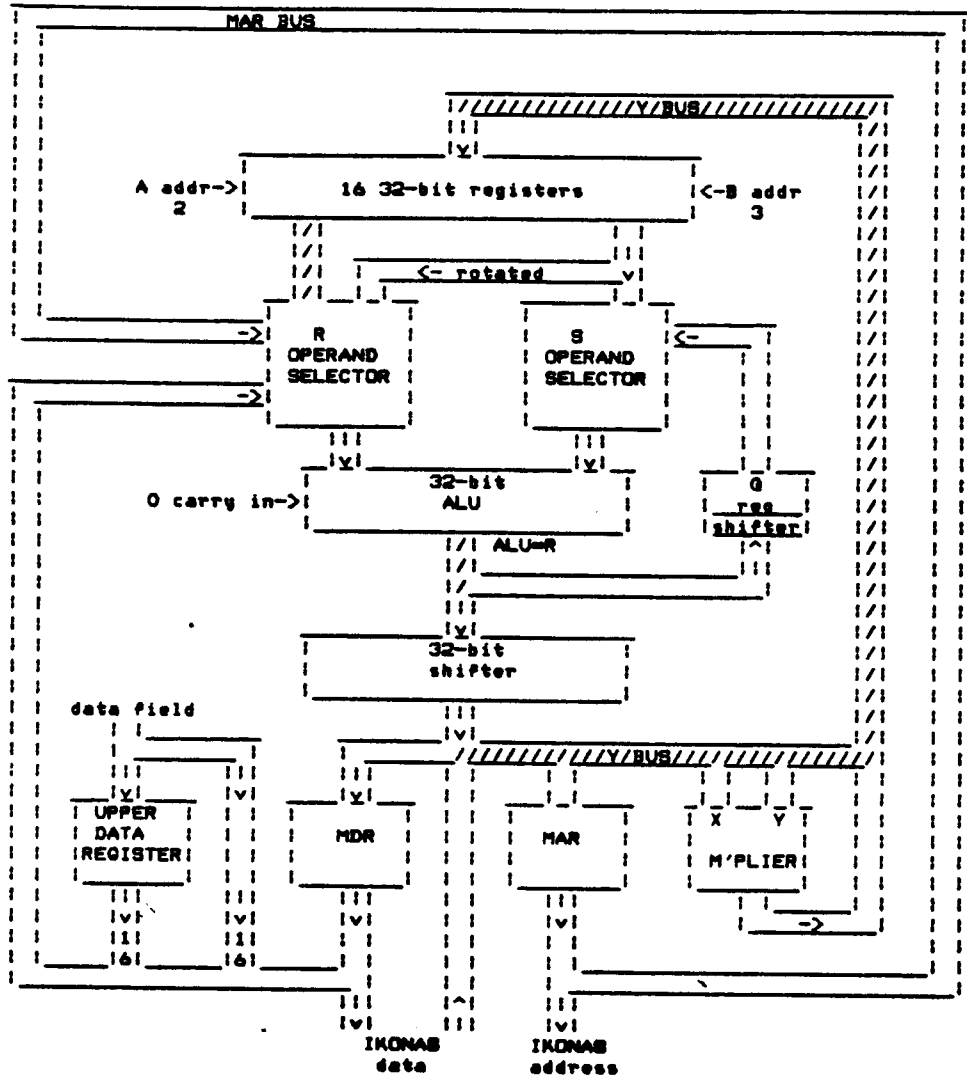 MAR BUS
Y BUS
A addr->
2
16 32-bit registers
<-B addr
3
<- rotated
R
OPERAND
SELECTOR
S
OPERAND
SELECTOR
0 carry in->
32-bit
ALU
Q
reg
shifter
ALU=R
32-bit
shifter
data field
Y BUS
UPPER
DATA
REGISTER
MDR
MAR
X Y
M'PLIER
16
16
IKONAS
data
IKONAS
address